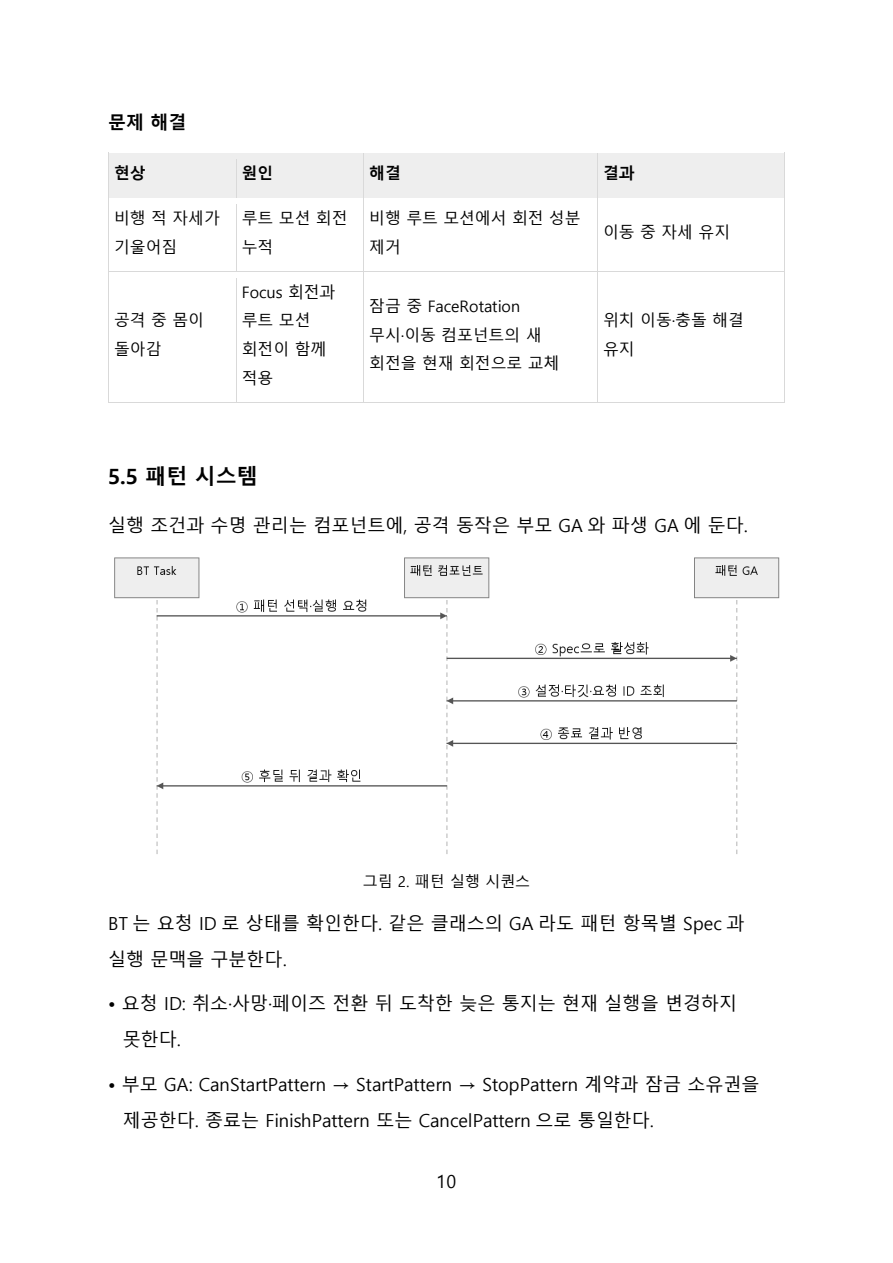 문제 해결
현상 원인 해결 결과
비행 적 자세가
기울어짐
루트 모션 회전
누적
비행 루트 모션에서 회전 성분
제거
이동 중 자세 유지
공격 중 몸이
돌아감
Focus 회전과
루트 모션
회전이 함께
적용
잠금 중 FaceRotation
무시·이동 컴포넌트의 새
회전을 현재 회전으로 교체
위치 이동·충돌 해결
유지
5.5 패턴 시스템
실행 조건과 수명 관리는 컴포넌트에, 공격 동작은 부모 GA 와 파생 GA 에 둔다.
BT Task 패턴 컴포넌트 패턴 GA
① 패턴 선택·실행 요청
② Spec으로 활성화
③ 설정·타깃·요청 ID 조회
④ 종료 결과 반영
⑤ 후딜 뒤 결과 확인
그림 2. 패턴 실행 시퀀스
BT 는 요청 ID 로 상태를 확인한다. 같은 클래스의 GA 라도 패턴 항목별 Spec 과
실행 문맥을 구분한다.
• 요청 ID: 취소·사망·페이즈 전환 뒤 도착한 늦은 통지는 현재 실행을 변경하지
못한다.
• 부모 GA: CanStartPattern → StartPattern → StopPattern 계약과 잠금 소유권을
제공한다. 종료는 FinishPattern 또는 CancelPattern 으로 통일한다.
10